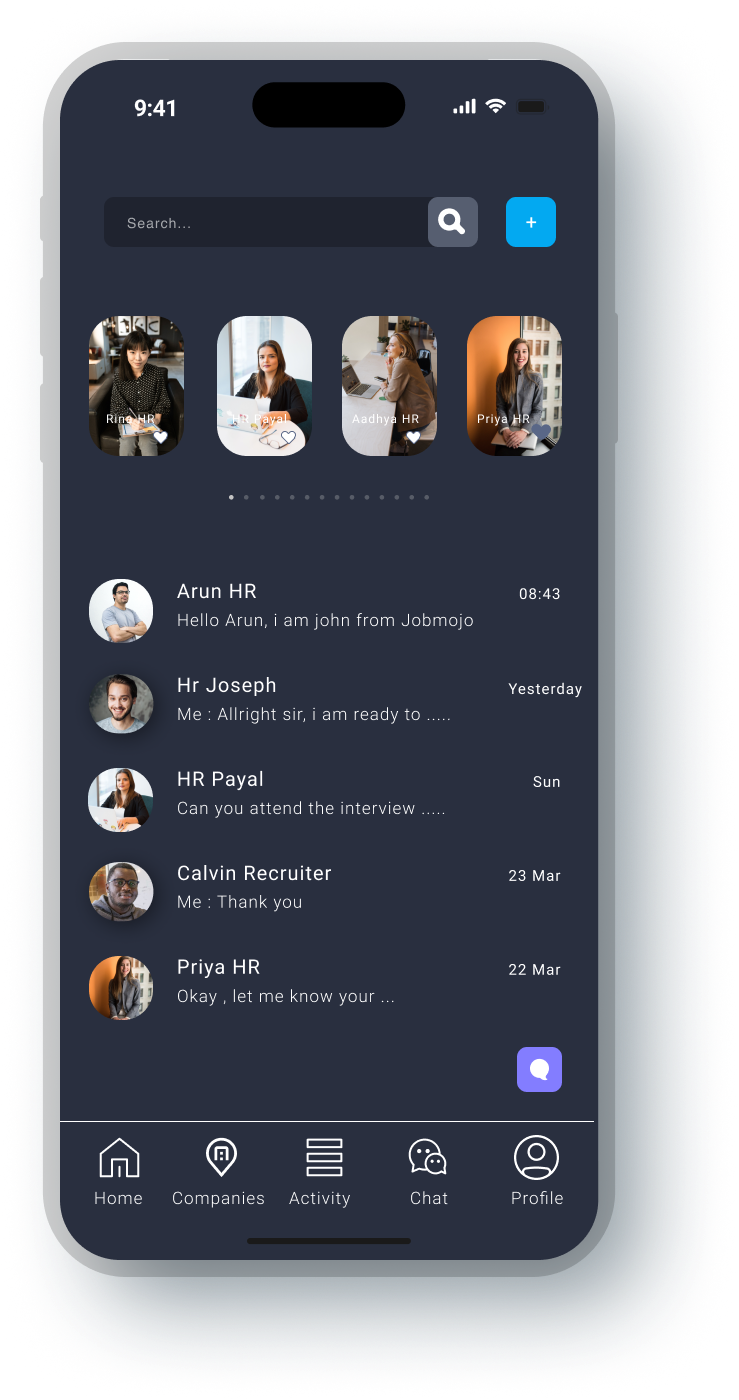 9:41
Search...
+
Rina HR
HR Payal
Aadhya HR
Priya HR
Arun HR
08:43
Hello Arun, i am john from Jobmojo
Hr Joseph
Yesterday
Me : Allright sir, i am ready to .....
HR Payal
Sun
Can you attend the interview .....
Calvin Recruiter
23 Mar
Me : Thank you
Priya HR
22 Mar
Okay , let me know your ...
Home
Companies
Activity
Chat
Profile